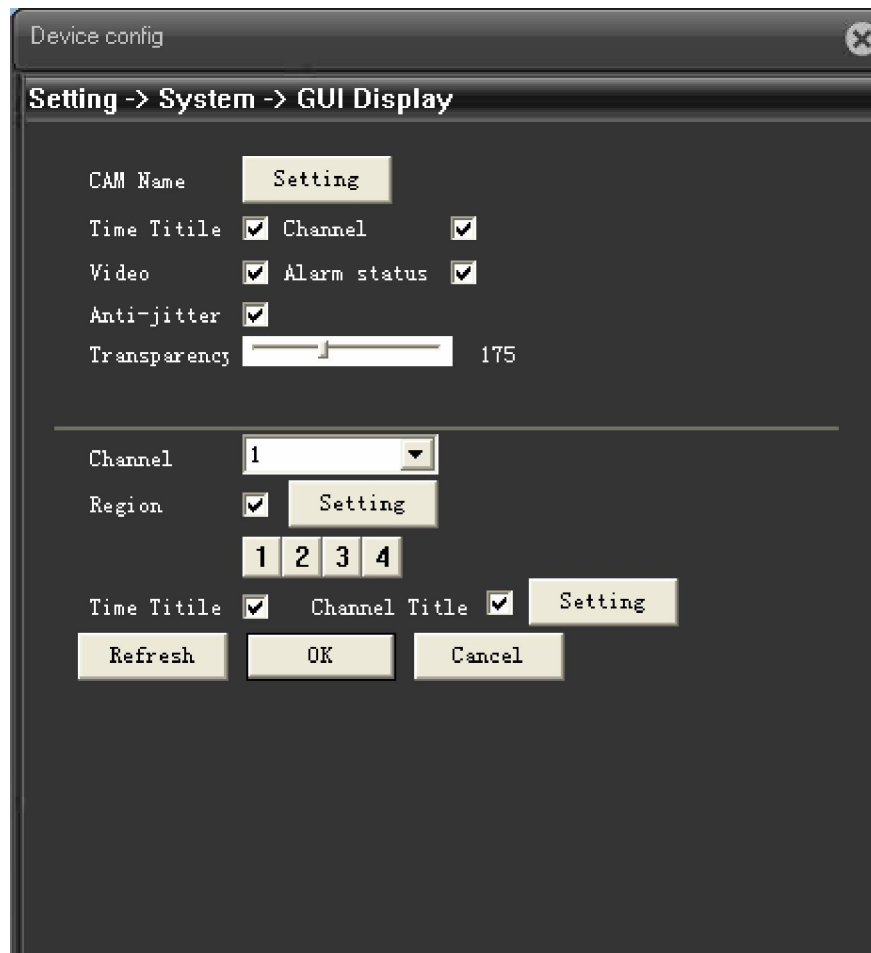 Device config
Setting -> System -> GUI Display
CAM Name Setting
Time Titile Channel
Video Alarm status
Anti-jitter
Transparency 175
Channel 1
Region Setting
1 2 3 4
Time Titile Channel Title Setting
Refresh OK Cancel